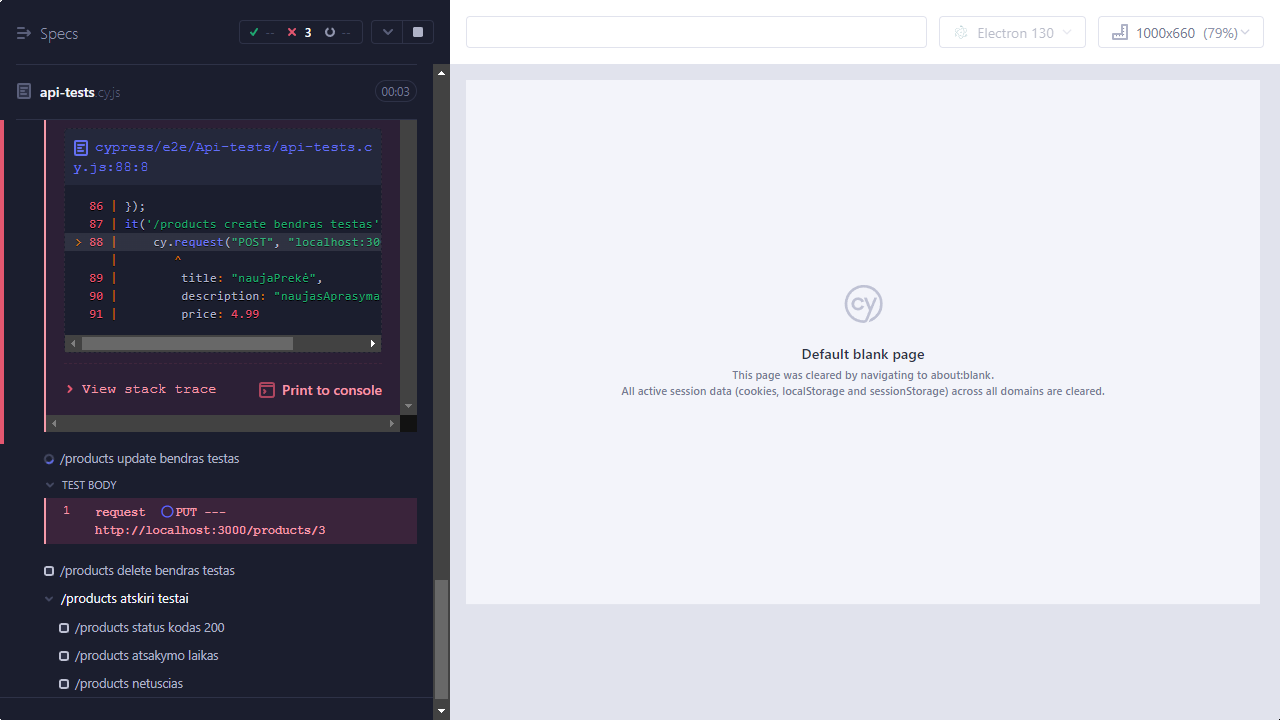 Specs
-- 3 --
Electron 130
1000x660 (79%)
api-tests cy.js
00:03
cypress/e2e/Api-tests/api-tests.c
y.js:88:8
86 | });
87 | it('/products create bendras testas'
> 88 | cy.request("POST", "localhost:30
| ^
89 | title: "naujaPrekė",
90 | description: "naujasAprasyma
91 | price: 4.99
View stack trace
Print to console
/products update bendras testas
TEST BODY
1 request PUT ---
http://localhost:3000/products/3
/products delete bendras testas
/products atskiri testai
/products status kodas 200
/products atsakymo laikas
/products netuscias
cy
Default blank page
This page was cleared by navigating to about:blank.
All active session data (cookies, localStorage and sessionStorage) across all domains are cleared.